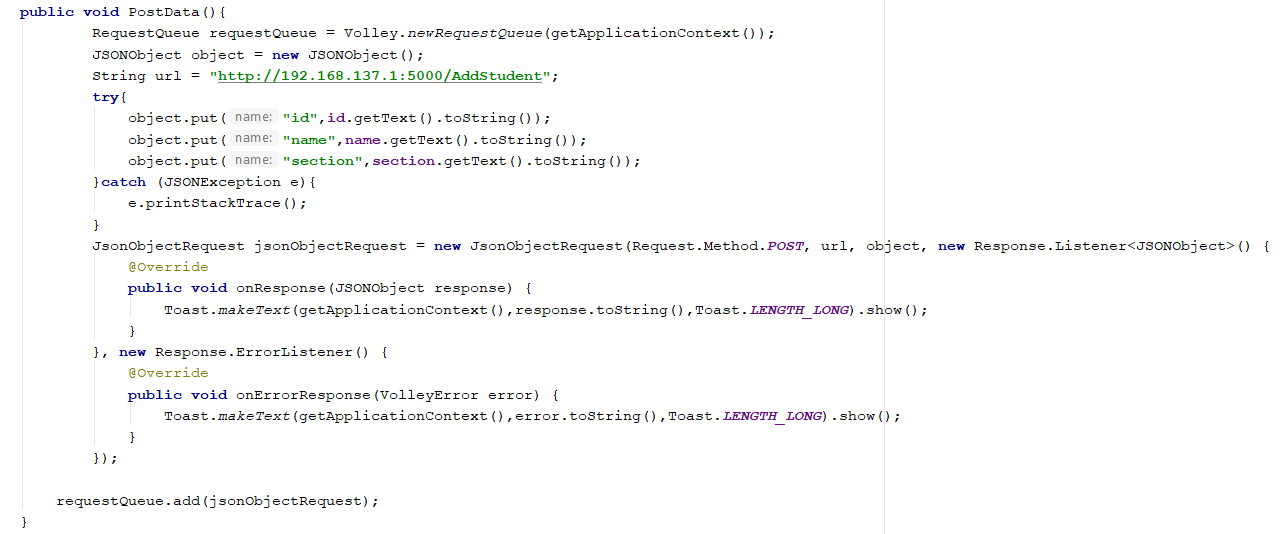 public void PostData(){
RequestQueue requestQueue = Volley.newRequestQueue(getApplicationContext());
JSONObject object = new JSONObject();
String url = "http://192.168.137.1:5000/AddStudent";
try{
object.put( name: "id",id.getText().toString());
object.put( name: "name",name.getText().toString());
object.put( name: "section",section.getText().toString());
}catch (JSONException e){
e.printStackTrace();
}
JsonObjectRequest jsonObjectRequest = new JsonObjectRequest(Request.Method.POST, url, object, new Response.Listener<JSONObject>() {
@Override
public void onResponse(JSONObject response) {
Toast.makeText(getApplicationContext(),response.toString(),Toast.LENGTH_LONG).show();
}
}, new Response.ErrorListener() {
@Override
public void onErrorResponse(VolleyError error) {
Toast.makeText(getApplicationContext(),error.toString(),Toast.LENGTH_LONG).show();
}
});
requestQueue.add(jsonObjectRequest);
}